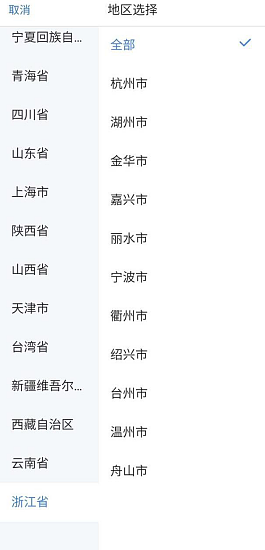 取消
地区选择
宁夏回族自...
青海省
四川省
山东省
上海市
陕西省
山西省
天津市
台湾省
新疆维吾尔...
西藏自治区
云南省
浙江省
全部
杭州市
湖州市
金华市
嘉兴市
丽水市
宁波市
衢州市
绍兴市
台州市
温州市
舟山市